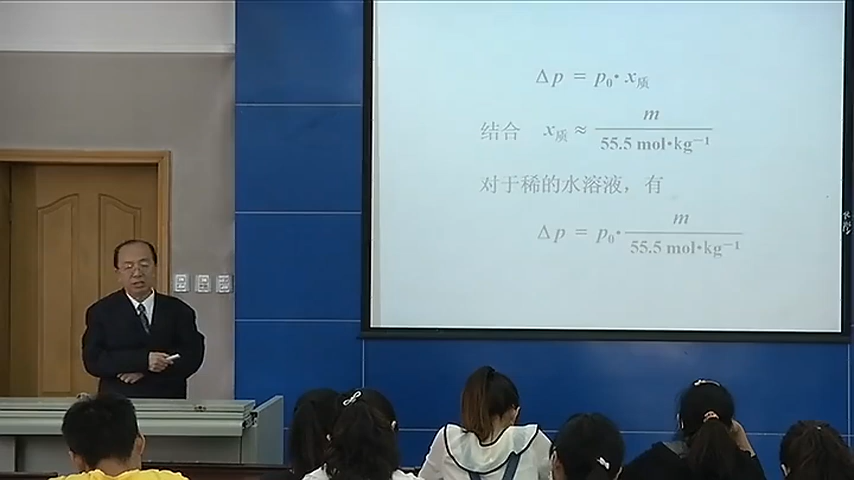 Δp = p₀· x质
结合 x质 ≈ m / 55.5 mol·kg⁻¹
对于稀的水溶液，有
Δp = p₀· m / 55.5 mol·kg⁻¹